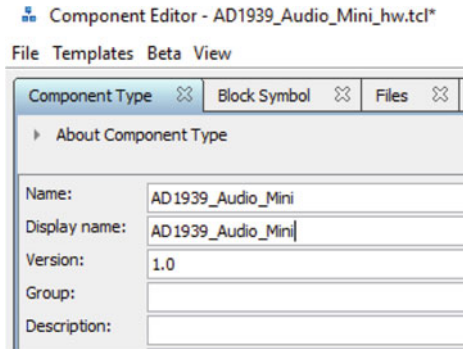 Component Editor - AD1939_Audio_Mini_hw.tcl*
File Templates Beta View
Component Type Block Symbol Files
About Component Type
Name: AD1939_Audio_Mini
Display name: AD1939_Audio_Mini
Version: 1.0
Group:
Description: